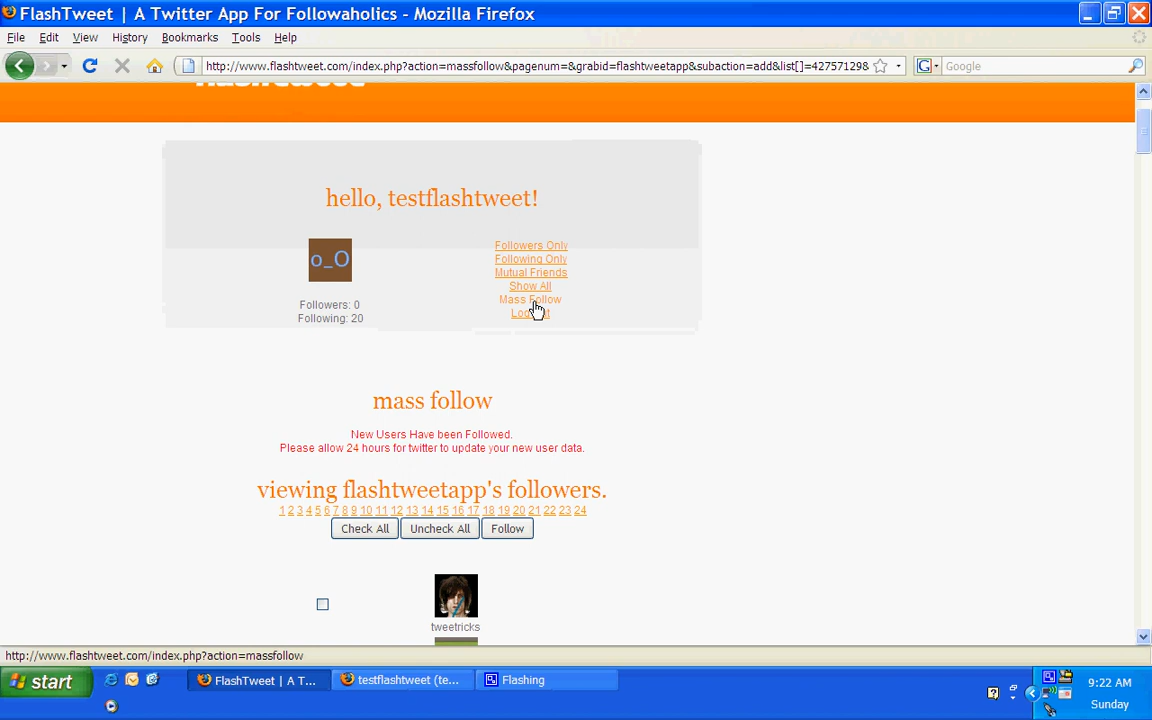 FlashTweet | A Twitter App For Followaholics - Mozilla Firefox
File Edit View History Bookmarks Tools Help
http://www.flashtweet.com/index.php?action=massfollow&pagenum=&grabid=flashtweetapp&subaction=add&list[]=427571298
Google
hello, testflashtweet!
o_O
Followers Only
Following Only
Mutual Friends
Show All
Mass Follow
Followers: 0
Following: 20
mass follow
New Users Have been Followed.
Please allow 24 hours for twitter to update your new user data.
viewing flashtweetapp's followers.
1 2 3 4 5 6 7 8 9 10 11 12 13 14 15 16 17 18 19 20 21 22 23 24
Check All Uncheck All Follow
tweetricks
http://www.flashtweet.com/index.php?action=massfollow
start FlashTweet | A T... testflashtweet (te... Flashing
9:22 AM
Sunday